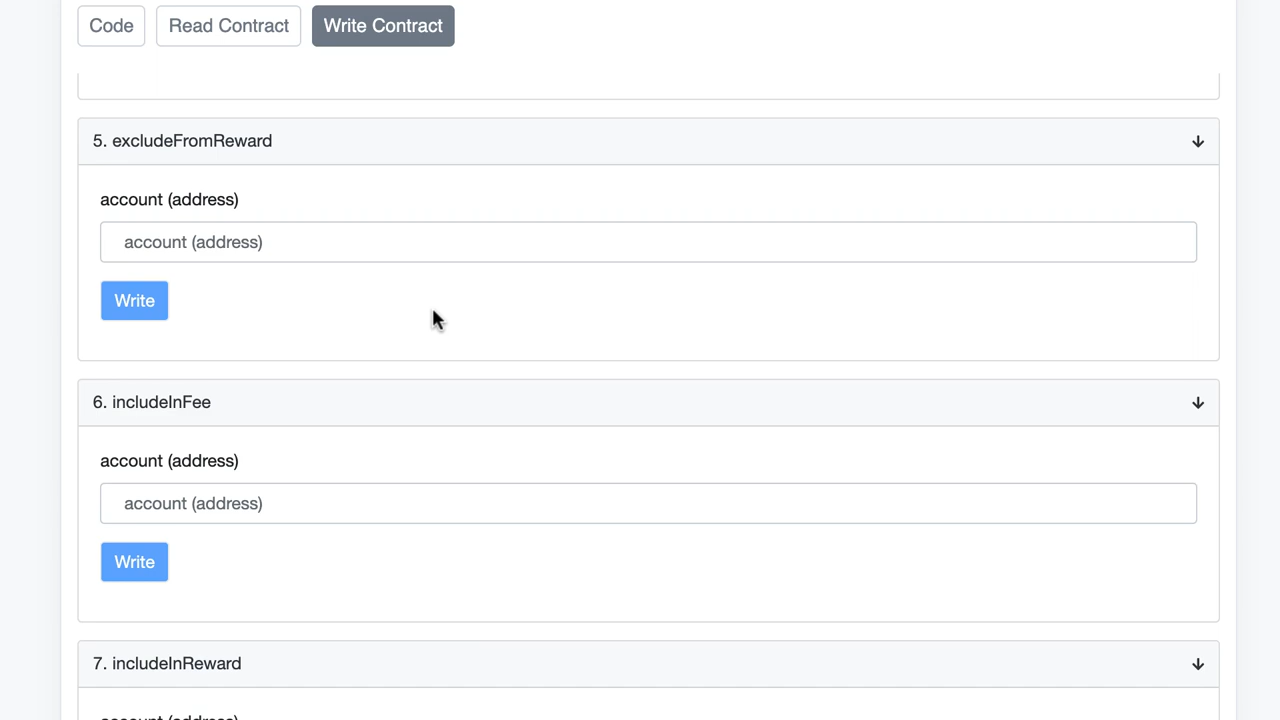 Code Read Contract Write Contract
5. excludeFromReward
account (address)
account (address)
Write
6. includeInFee
account (address)
account (address)
Write
7. includeInReward
account (address)